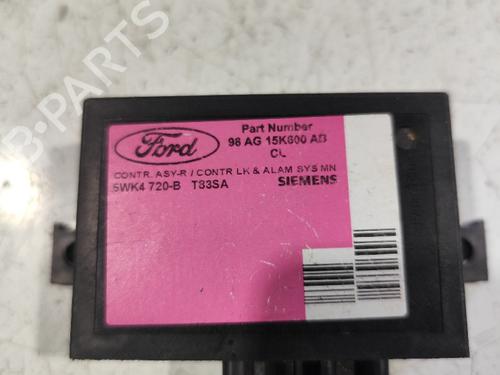 Ford
Part Number
98 AG 15K600 AB
CL
CONTR. ASY-R / CONTR LK & ALAM SYS MN
5WK4 720-B T83SA SIEMENS